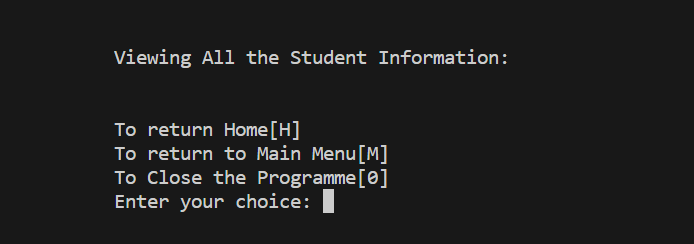 Viewing All the Student Information:
To return Home[H]
To return to Main Menu[M]
To Close the Programme[0]
Enter your choice: